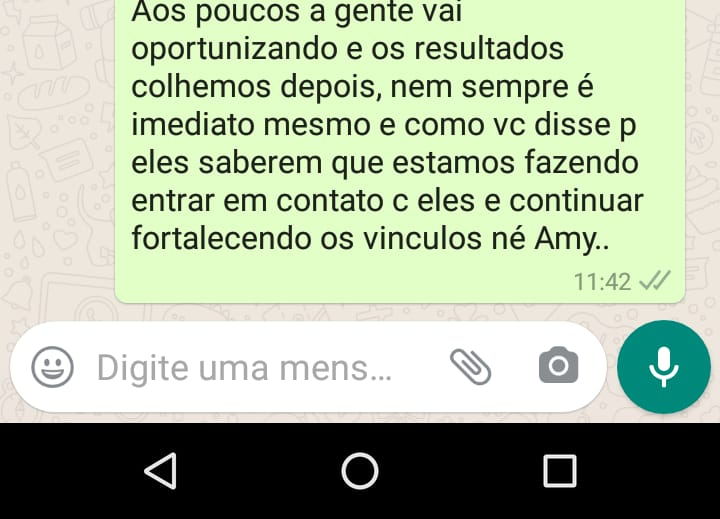 Aos poucos a gente vai
oportunizando e os resultados
colhemos depois, nem sempre é
imediato mesmo e como vc disse p
eles saberem que estamos fazendo
entrar em contato c eles e continuar
fortalecendo os vinculos né Amy..
11:42
Digite uma mens...